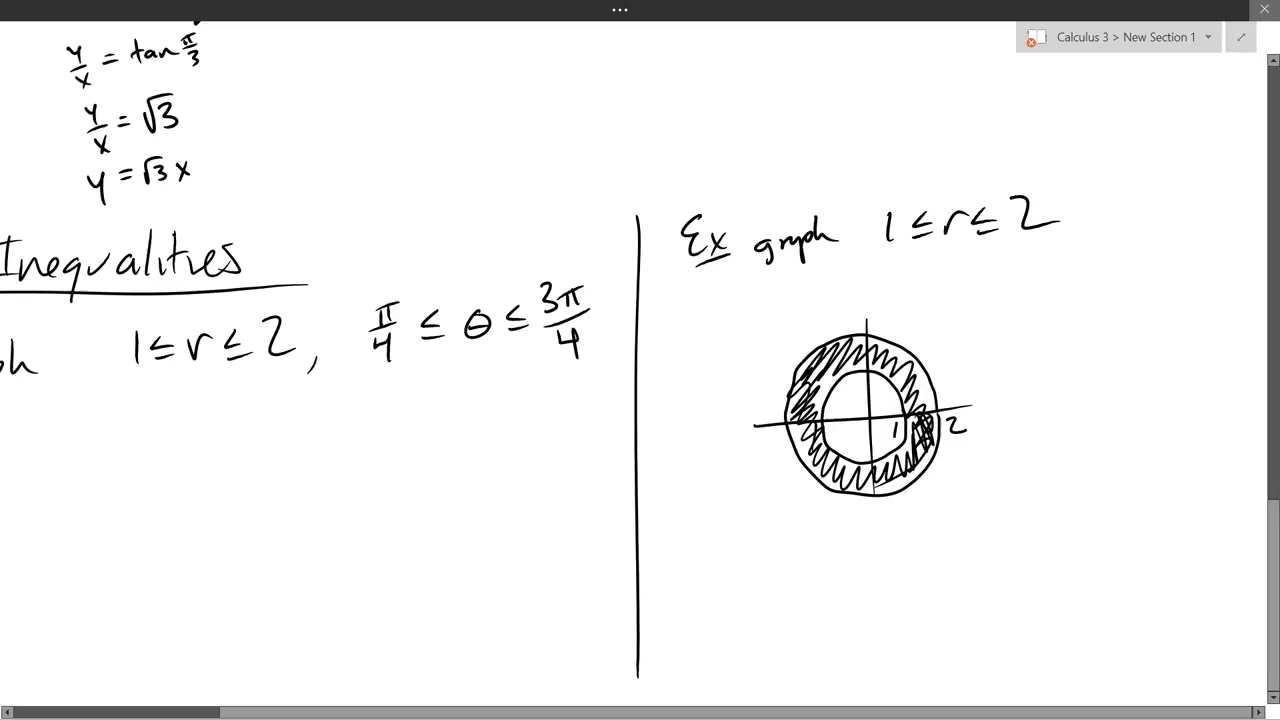 Calculus 3 > New Section 1
y/x = tan π/3
y/x = √3
y = √3 x
Inequalities
1 ≤ r ≤ 2, π/4 ≤ θ ≤ 3π/4
Ex graph 1 ≤ r ≤ 2
1 2